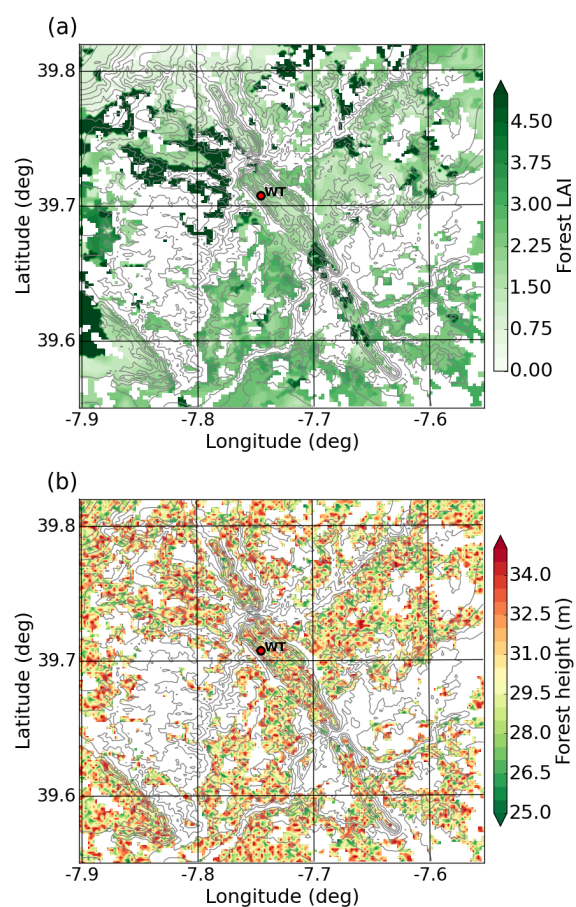 (a)
39.8
39.7
39.6
Latitude (deg)
WT
-7.9 -7.8 -7.7 -7.6
Longitude (deg)
4.50
3.75
3.00
2.25
1.50
0.75
0.00
Forest LAI
(b)
39.8
39.7
39.6
Latitude (deg)
WT
-7.9 -7.8 -7.7 -7.6
Longitude (deg)
34.0
32.5
31.0
29.5
28.0
26.5
25.0
Forest height (m)